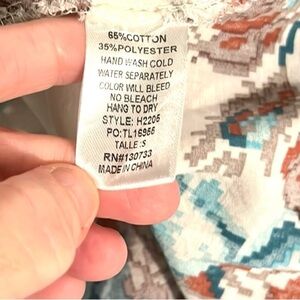 65%COTTON
35%POLYESTER
HAND WASH COLD
WATER SEPARATELY
COLOR WILL BLEED
NO BLEACH
HANG TO DRY
STYLE: H2205
PO:TL16955
TALLE :S
RN#130733
MADE IN CHINA